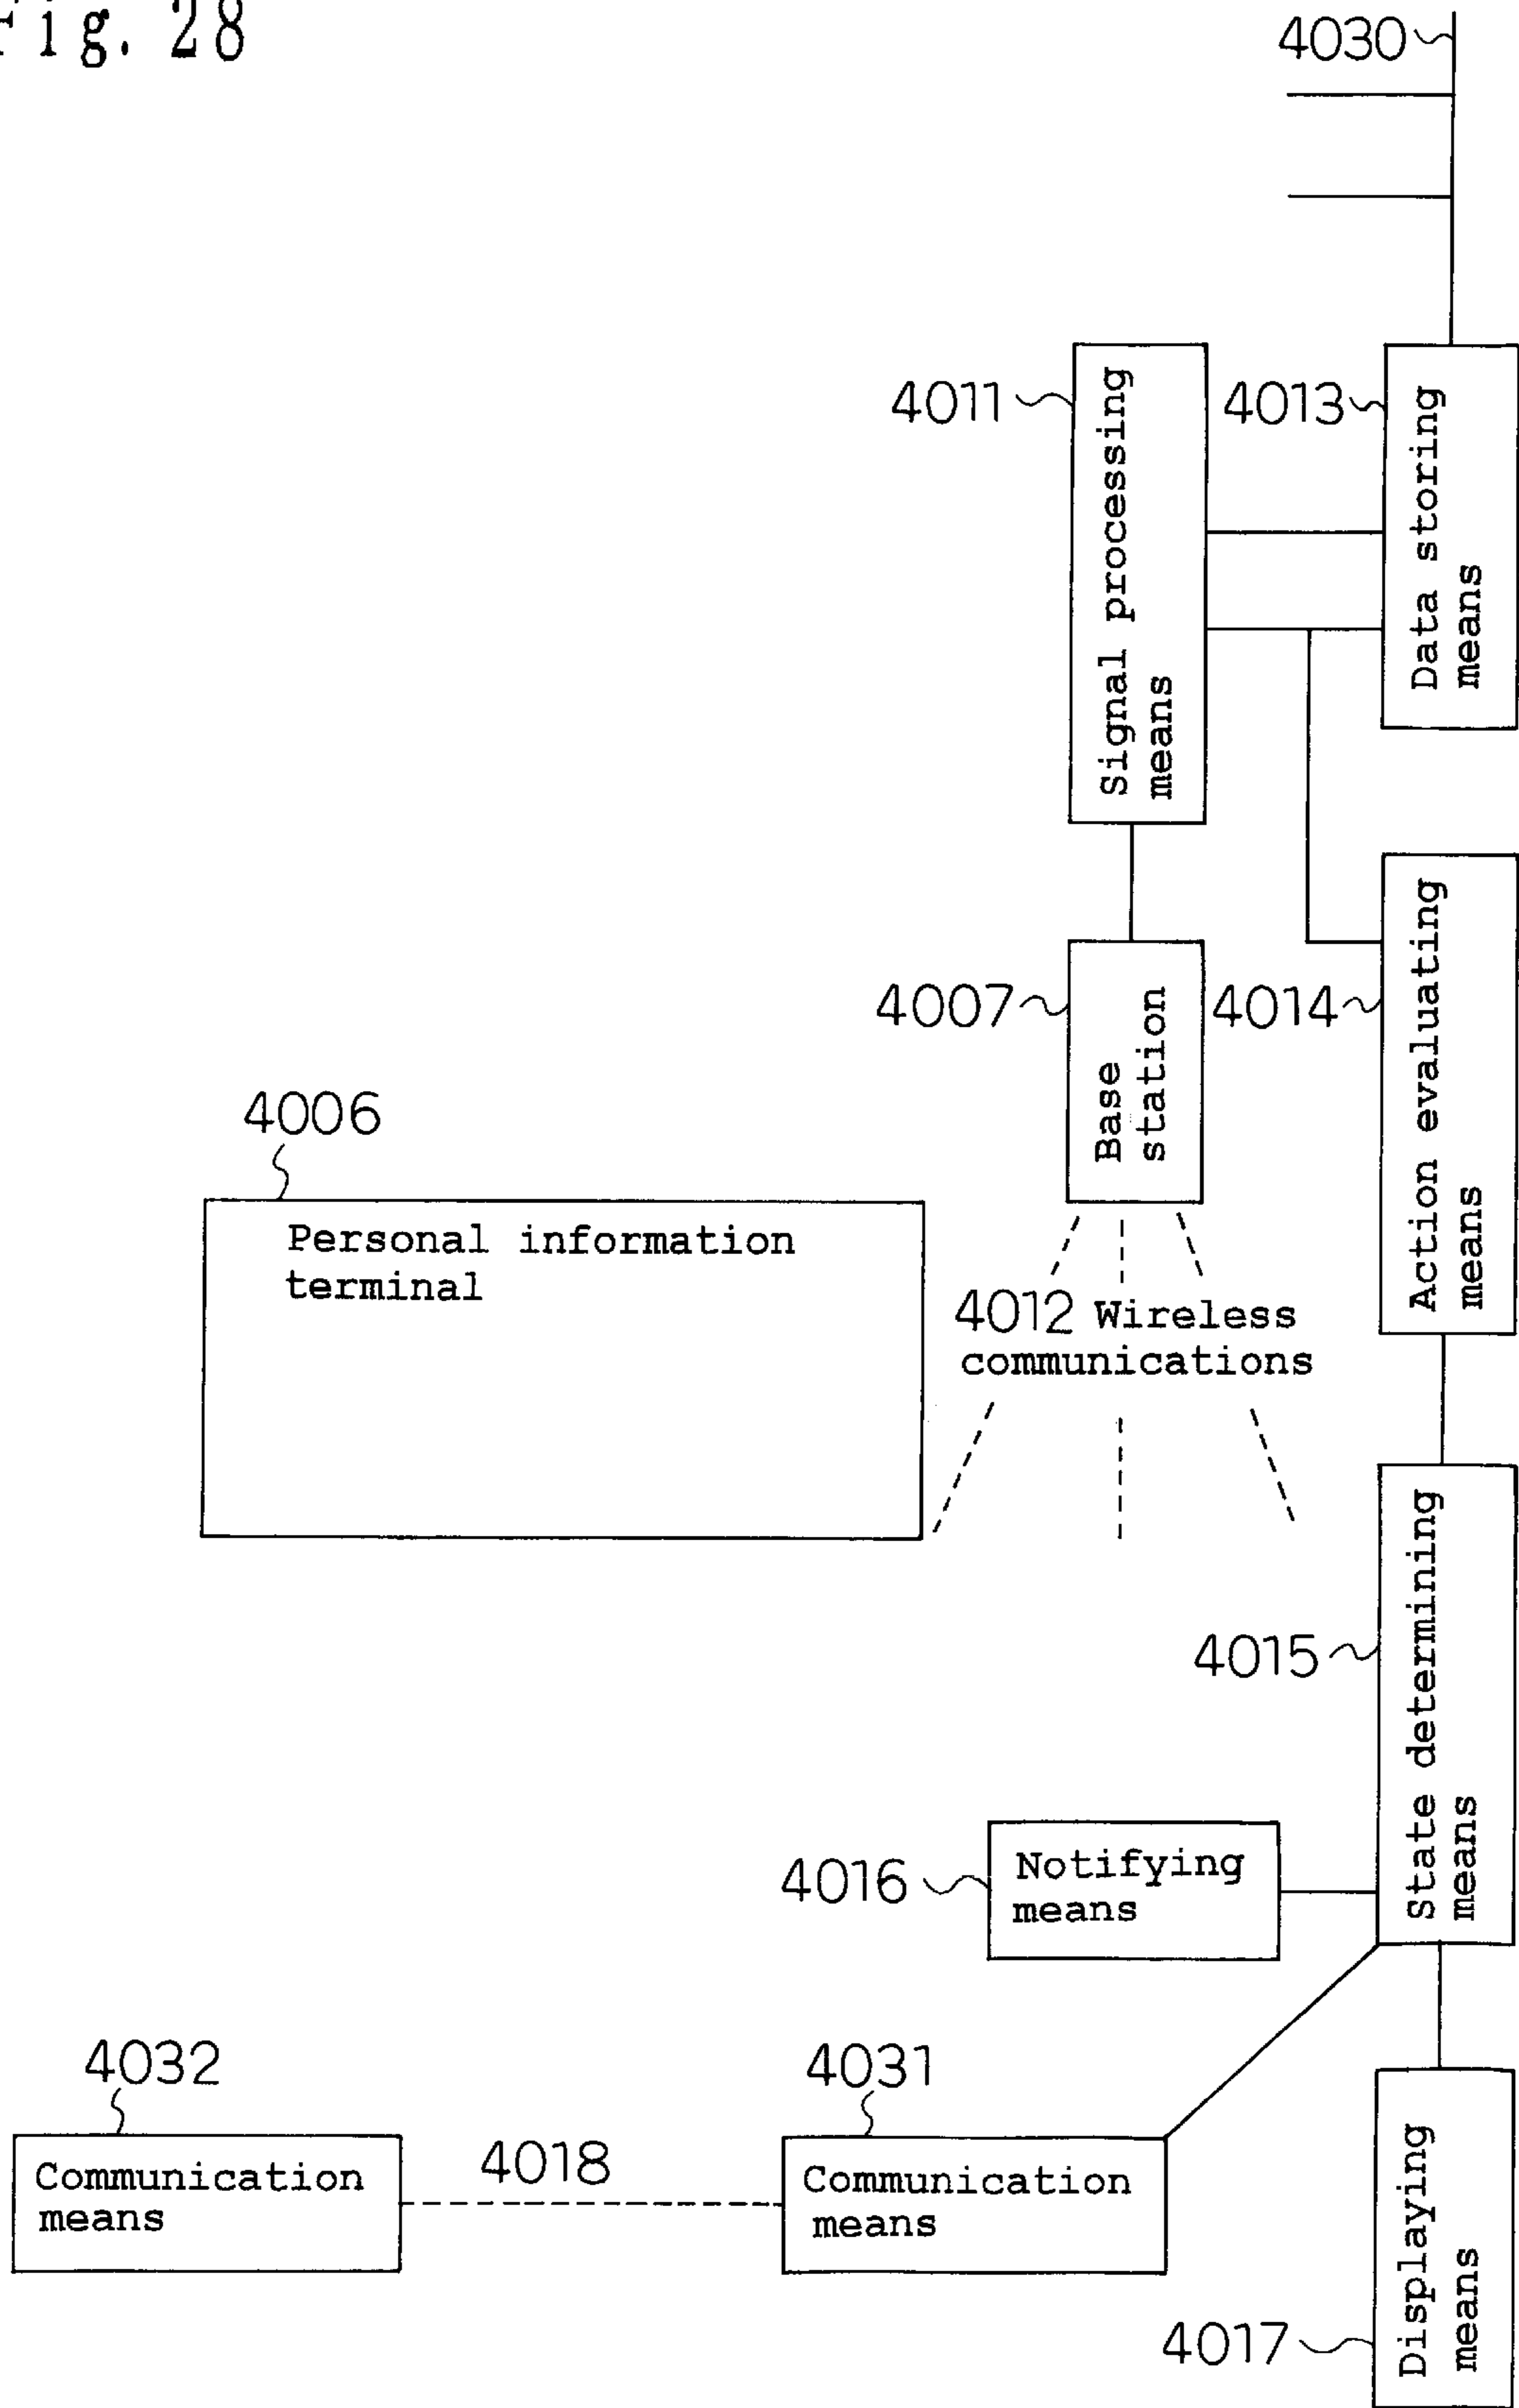 Fig. 28
4030
4011
Signal processing
means
4013
Data storing
means
4007
Base
station
4014
Action evaluating
means
4006
Personal information
terminal
4012 Wireless
communications
4015
State determining
means
4016
Notifying
means
4032
Communication
means
4018
4031
Communication
means
4017
Displaying
means